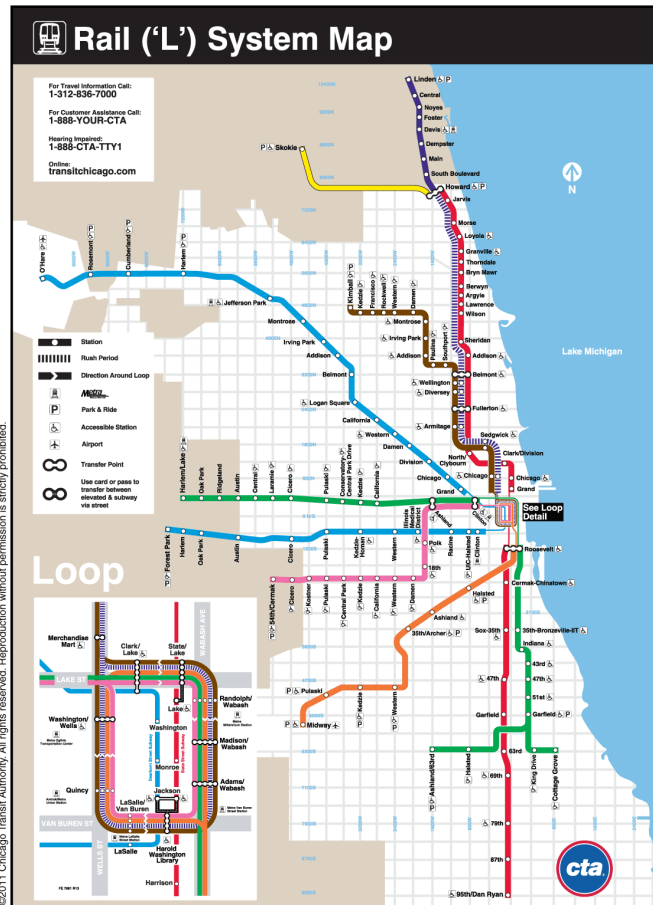 Rail (‘L’) System Map
For Travel Information Call:
1-312-836-7000
For Customer Assistance Call:
1-888-YOUR-CTA
Hearing Impaired:
1-888-CTA-TTY1
Online:
transitchicago.com
Linden
Central
Noyes
Foster
Davis
Dempster
Main
South Boulevard
Skokie
Howard
Jarvis
Morse
Loyola
Granville
Thorndale
Bryn Mawr
Berwyn
Argyle
Lawrence
Wilson
Sheridan
Addison
Belmont
Fullerton
N
Lake Michigan
O'Hare
Rosemont
Cumberland
Harlem
Jefferson Park
Montrose
Irving Park
Addison
Belmont
Logan Square
California
Western
Damen
Division
Chicago
Grand
Kimball
Kedzie
Francisco
Rockwell
Western
Damen
Montrose
Irving Park
Addison
Paulina
Southport
Wellington
Diversey
Armitage
Sedgwick
Chicago
North/
Clybourn
Clark/Division
Chicago
Grand
Station
Rush Period
Direction Around Loop
Metra
P
Park & Ride
Accessible Station
Airport
Transfer Point
Use card or pass to
transfer between
elevated & subway
via street
Harlem/Lake
Oak Park
Ridgeland
Austin
Central
Laramie
Cicero
Pulaski
Conservatory-
Central Park Drive
Kedzie
California
Ashland
Clinton
See Loop
Detail
Forest Park
Harlem
Oak Park
Austin
Cicero
Pulaski
Kedzie-
Homan
Western
Illinois
Medical
District
Racine
UIC-Halsted
Clinton
Polk
18th
54th/Cermak
Cicero
Kostner
Pulaski
Central Park
Kedzie
California
Western
Damen
Roosevelt
Cermak-Chinatown
Halsted
Ashland
35th/Archer
Sox-35th
35th-Bronzeville-IIT
Indiana
43rd
47th
47th
51st
Garfield
Garfield
Pulaski
Kedzie
Western
Midway
63rd
Ashland/63rd
Halsted
King Drive
Cottage Grove
69th
79th
87th
95th/Dan Ryan
cta
Loop
WABASH AVE
Merchandise
Mart
Clark/
Lake
State/
Lake
LAKE ST
Lake
Randolph/
Wabash
Washington/
Wells
Washington
Madison/
Wabash
Monroe
Quincy
Jackson
Adams/
Wabash
LaSalle/
Van Buren
VAN BUREN ST
LaSalle
Harold
Washington
Library
Harrison
WELLS ST
Dearborn Street Subway
State Street Subway
©2011 Chicago Transit Authority. All rights reserved. Reproduction without permission is strictly prohibited.